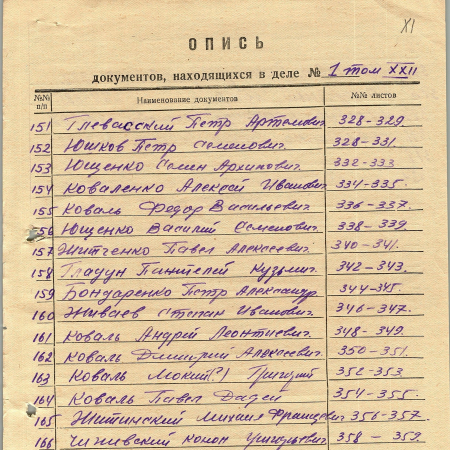 XI
ОПИСЬ
документов, находящихся в деле № 1 том XXII
№№ п/п Наименование документов №№ листов
151 Глевасский Петр Артемович 328-329.
152 Юшков Петр Семенович 328-331.
153 Ющенко Семен Архипович. 332-333
154 Коваленко Алексей Иванович 334-335.
155 Коваль Федор Васильевич. 336-337.
156 Ющенко Василий Семенович 338-339
157 Житченко Павел Алексеевич 340-341.
158 Гладун Пантелей Кузьмич 342-343.
159 Бондаренко Петр Александр. 344-345.
160 Живаев Степан Иванович. 346-347.
161 Коваль Андрій Леонтиевич. 348-349.
162 Коваль Дмитрий Алексеевич. 350-351.
163 Коваль Мокий(?) Григорий 352-353
164 Коваль Павел 354-355.
165 Житинский Михаил Францевич 356-357.
166 Чижевский Конон Григорьевич 358-359.